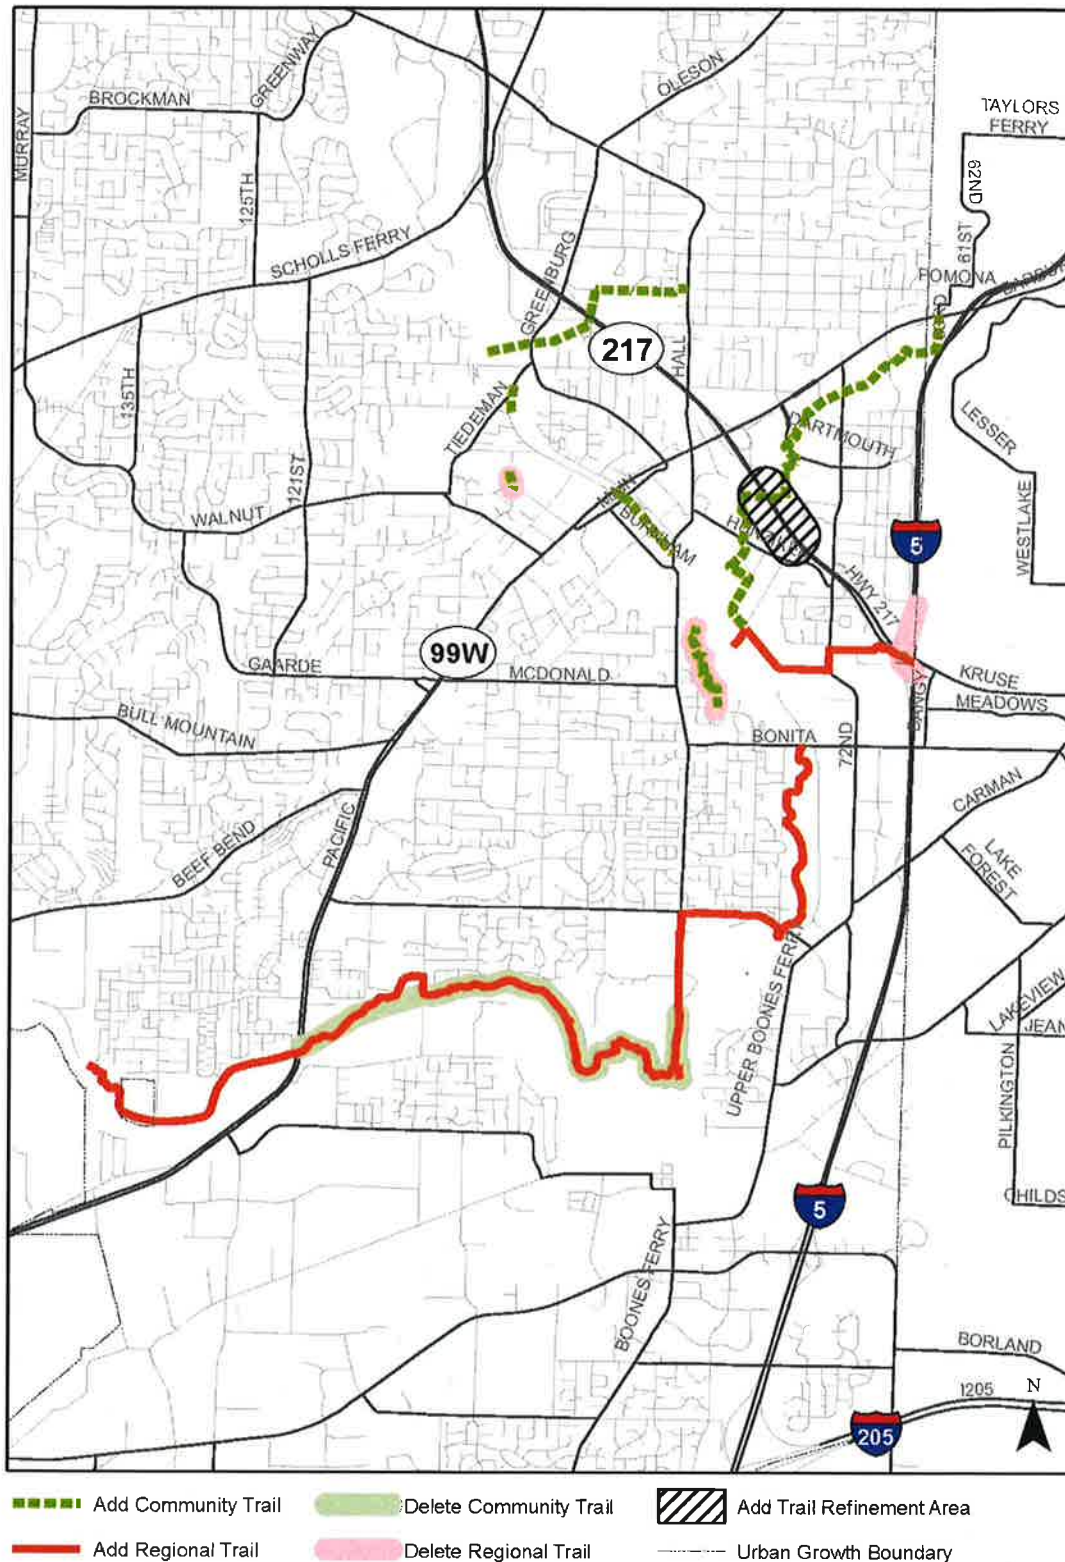 OLESON
GREENWAY
BROCKMAN
TAYLORS
FERRY
MURRAY
62ND
125TH
61ST
SCHOLLS FERRY
GREENBURG
POMONA
217
HALL
135TH
TIEDEMAN
LESSER
DARTMOUTH
121ST
MAIN
WALNUT
BURNHAM
WESTLAKE
5
HWY 217
99W
GAARDE
MCDONALD
KRUSE
MEADOWS
BANGY
BULL MOUNTAIN
BONITA
72ND
CARMAN
BEEF BEND
PACIFIC
LAKE
FOREST
UPPER BOONES FERRY
LAKEVIEW
JEAN
PILKINGTON
5
CHILDS
BOONES FERRY
BORLAND
I205
N
205
Add Community Trail
Delete Community Trail
Add Trail Refinement Area
Add Regional Trail
Delete Regional Trail
Urban Growth Boundary